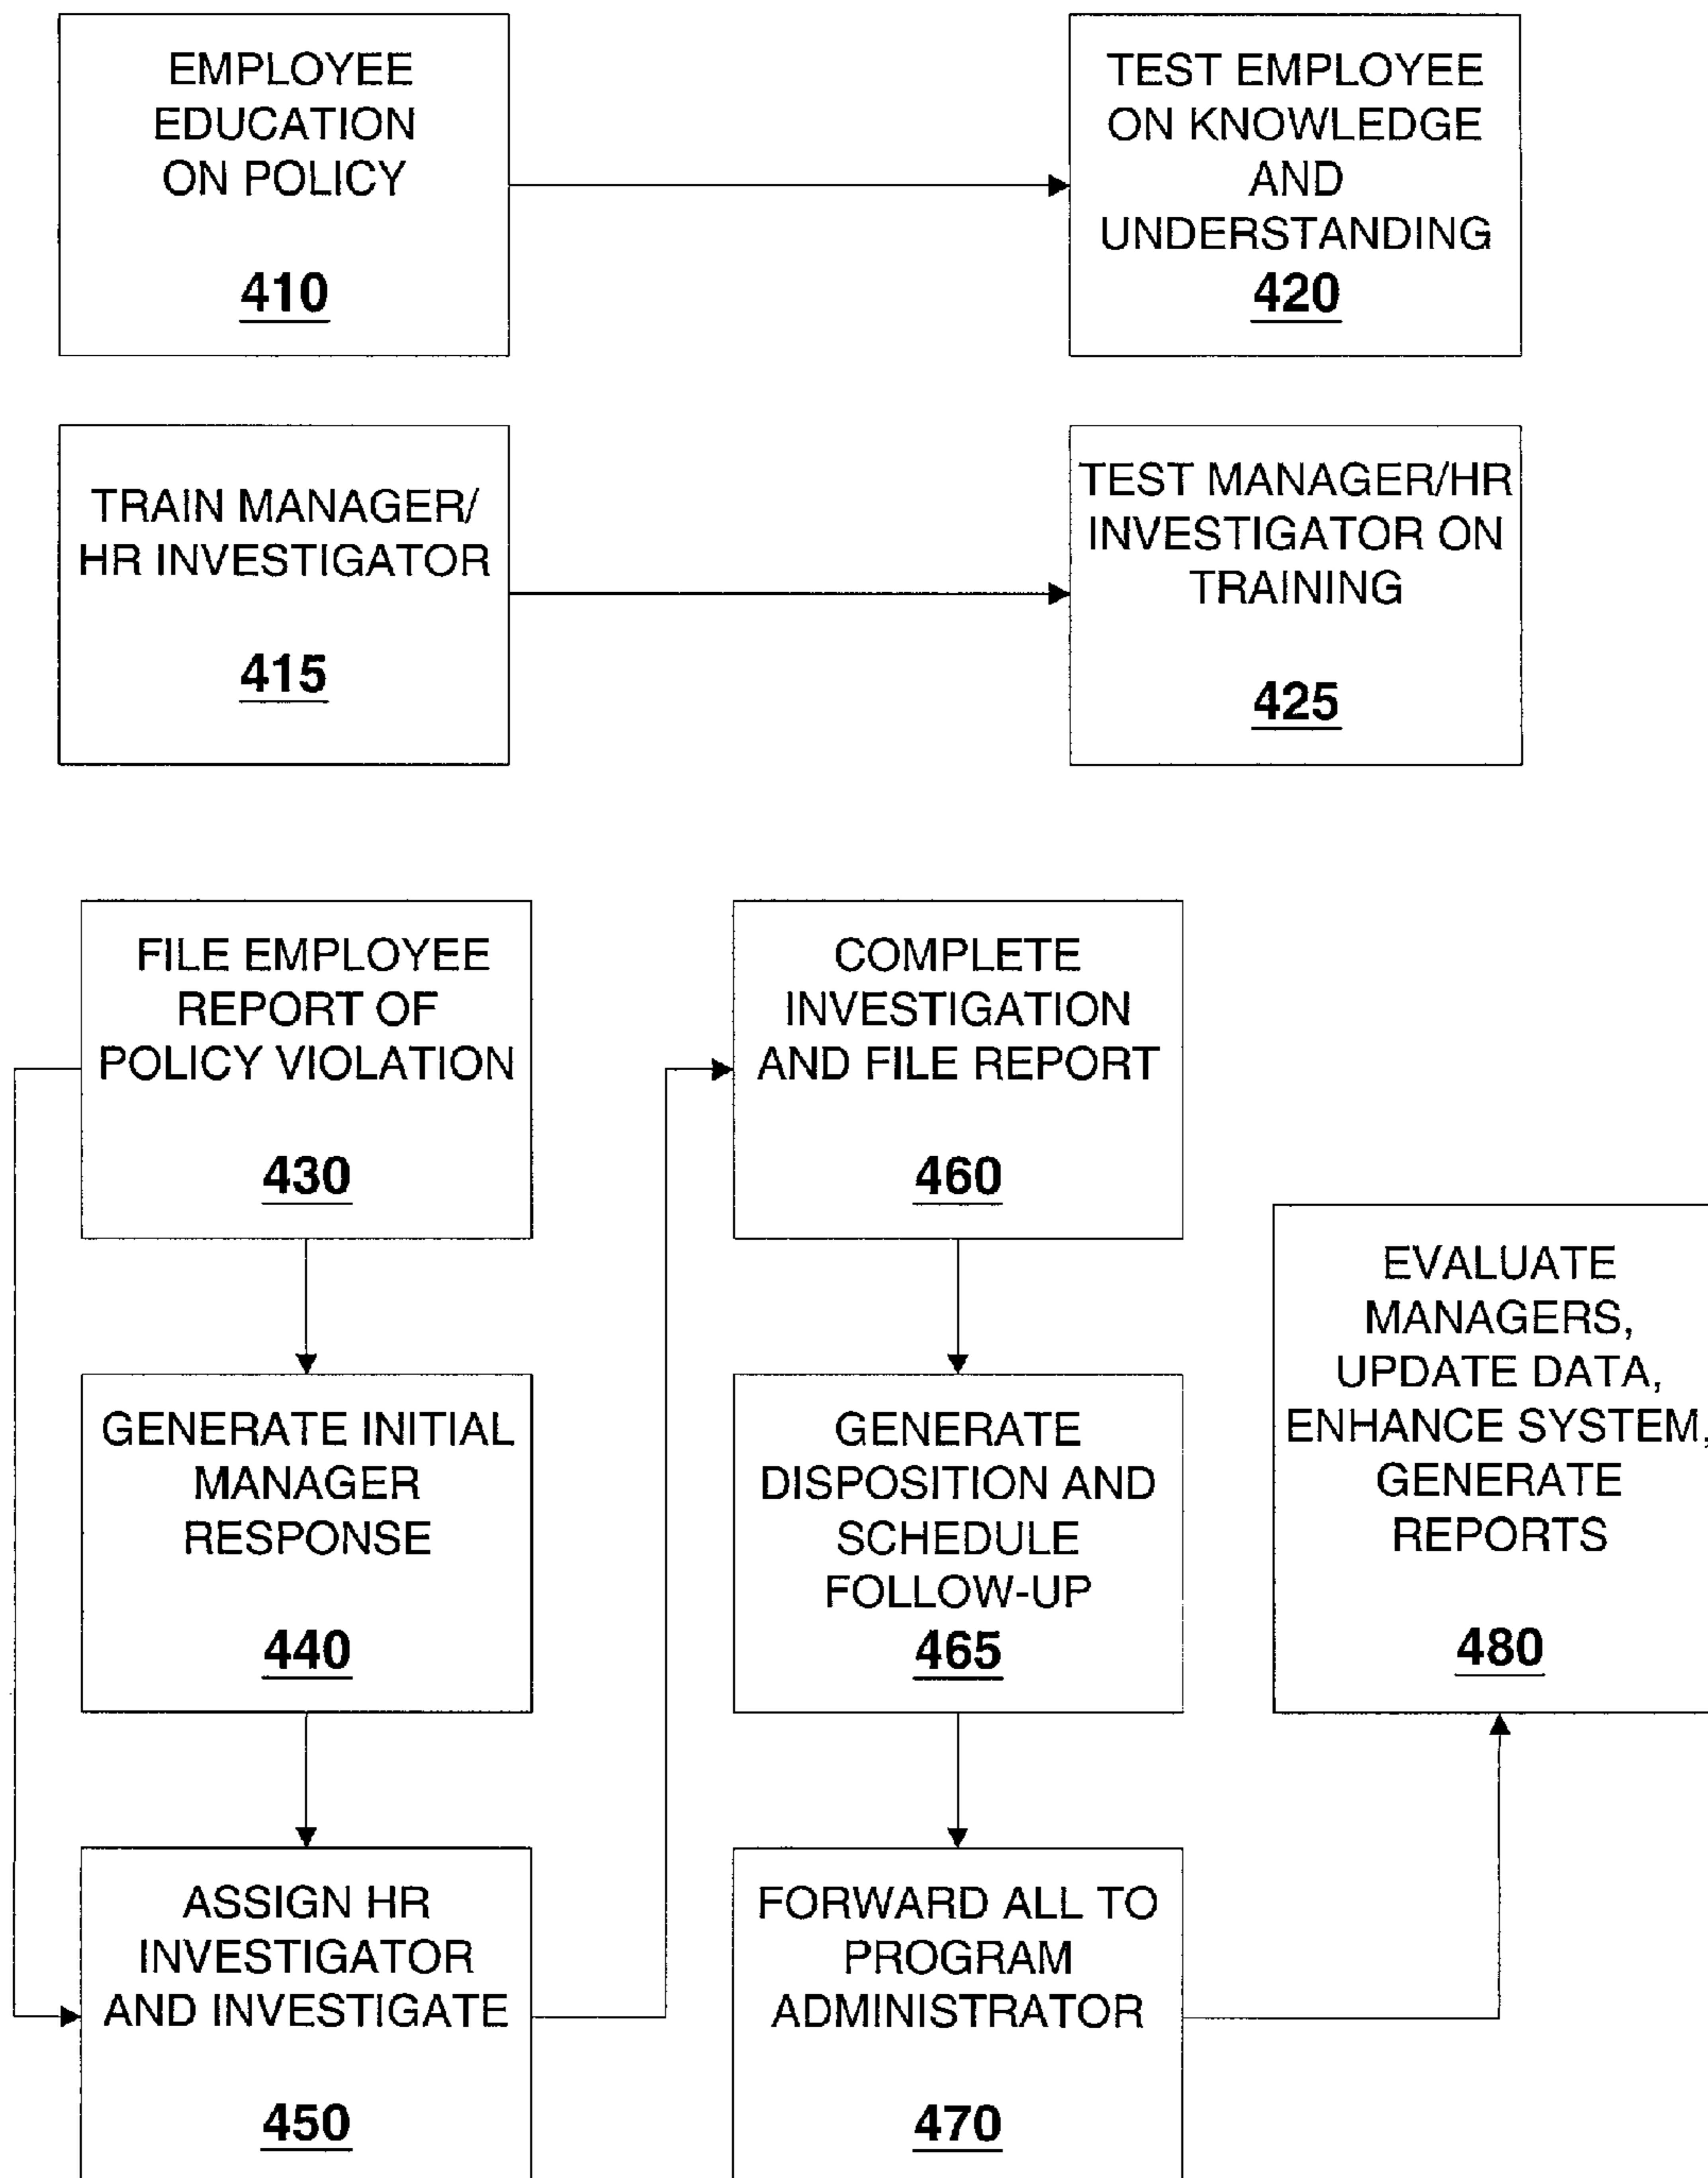 EMPLOYEE
EDUCATION
ON POLICY
410
TEST EMPLOYEE
ON KNOWLEDGE
AND
UNDERSTANDING
420
TRAIN MANAGER/
HR INVESTIGATOR
415
TEST MANAGER/HR
INVESTIGATOR ON
TRAINING
425
FILE EMPLOYEE
REPORT OF
POLICY VIOLATION
430
GENERATE INITIAL
MANAGER
RESPONSE
440
ASSIGN HR
INVESTIGATOR
AND INVESTIGATE
450
COMPLETE
INVESTIGATION
AND FILE REPORT
460
GENERATE
DISPOSITION AND
SCHEDULE
FOLLOW-UP
465
FORWARD ALL TO
PROGRAM
ADMINISTRATOR
470
EVALUATE
MANAGERS,
UPDATE DATA,
ENHANCE SYSTEM,
GENERATE
REPORTS
480